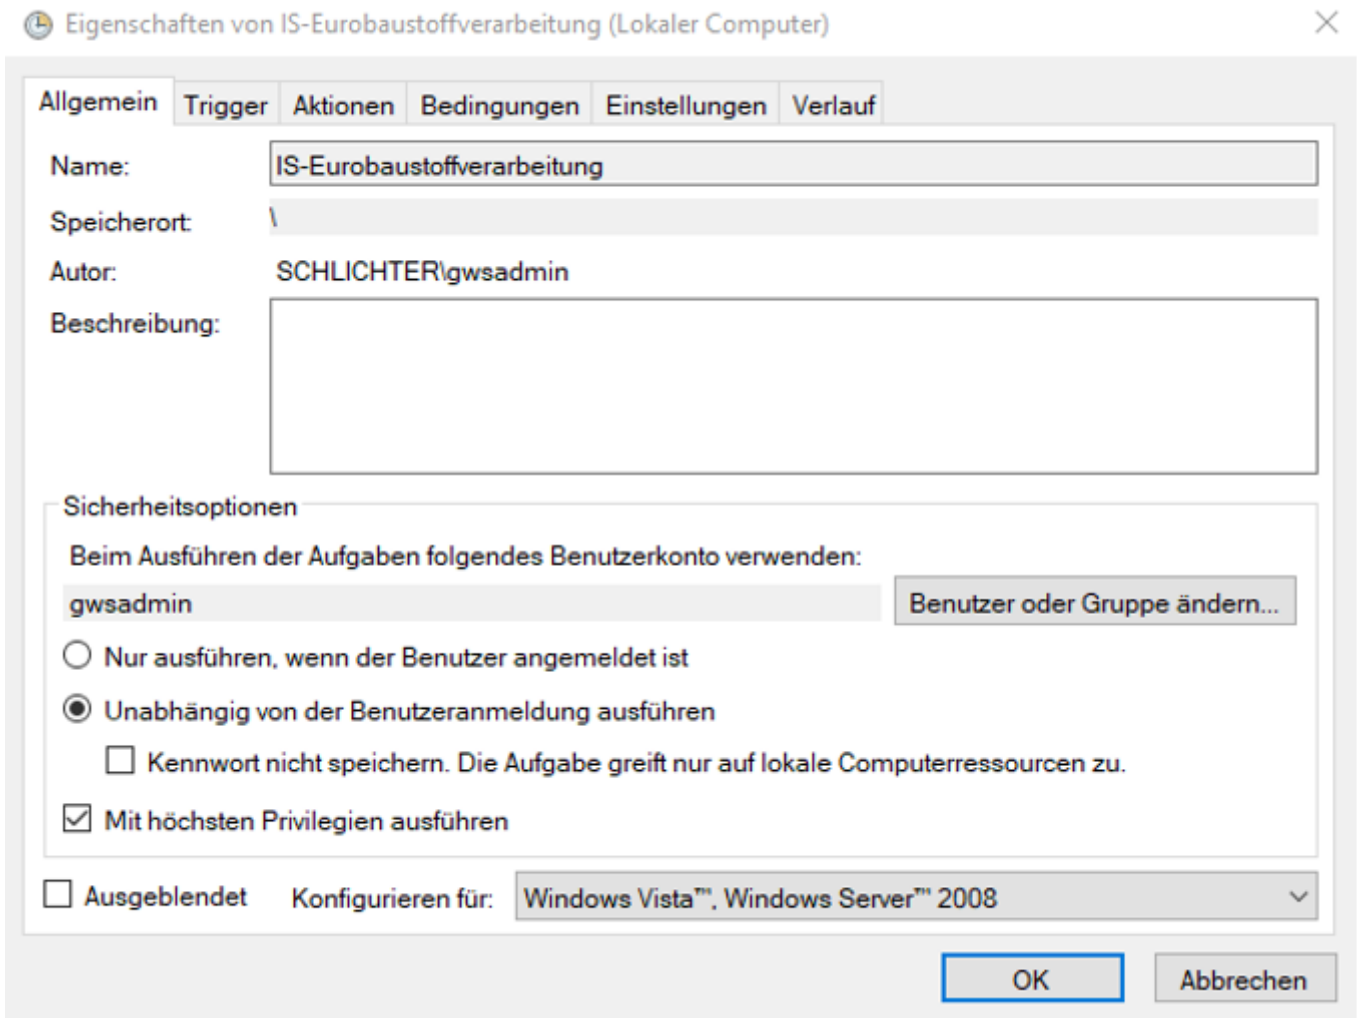 Eigenschaften von IS-Eurobaustoffverarbeitung (Lokaler Computer)
Allgemein Trigger Aktionen Bedingungen Einstellungen Verlauf
Name: IS-Eurobaustoffverarbeitung
Speicherort: \
Autor: SCHLICHTER\gwsadmin
Beschreibung:
Sicherheitsoptionen
Beim Ausführen der Aufgaben folgendes Benutzerkonto verwenden:
gwsadmin Benutzer oder Gruppe ändern...
Nur ausführen, wenn der Benutzer angemeldet ist
Unabhängig von der Benutzeranmeldung ausführen
Kennwort nicht speichern. Die Aufgabe greift nur auf lokale Computerressourcen zu.
Mit höchsten Privilegien ausführen
Ausgeblendet Konfigurieren für: Windows Vista™, Windows Server™ 2008
OK Abbrechen